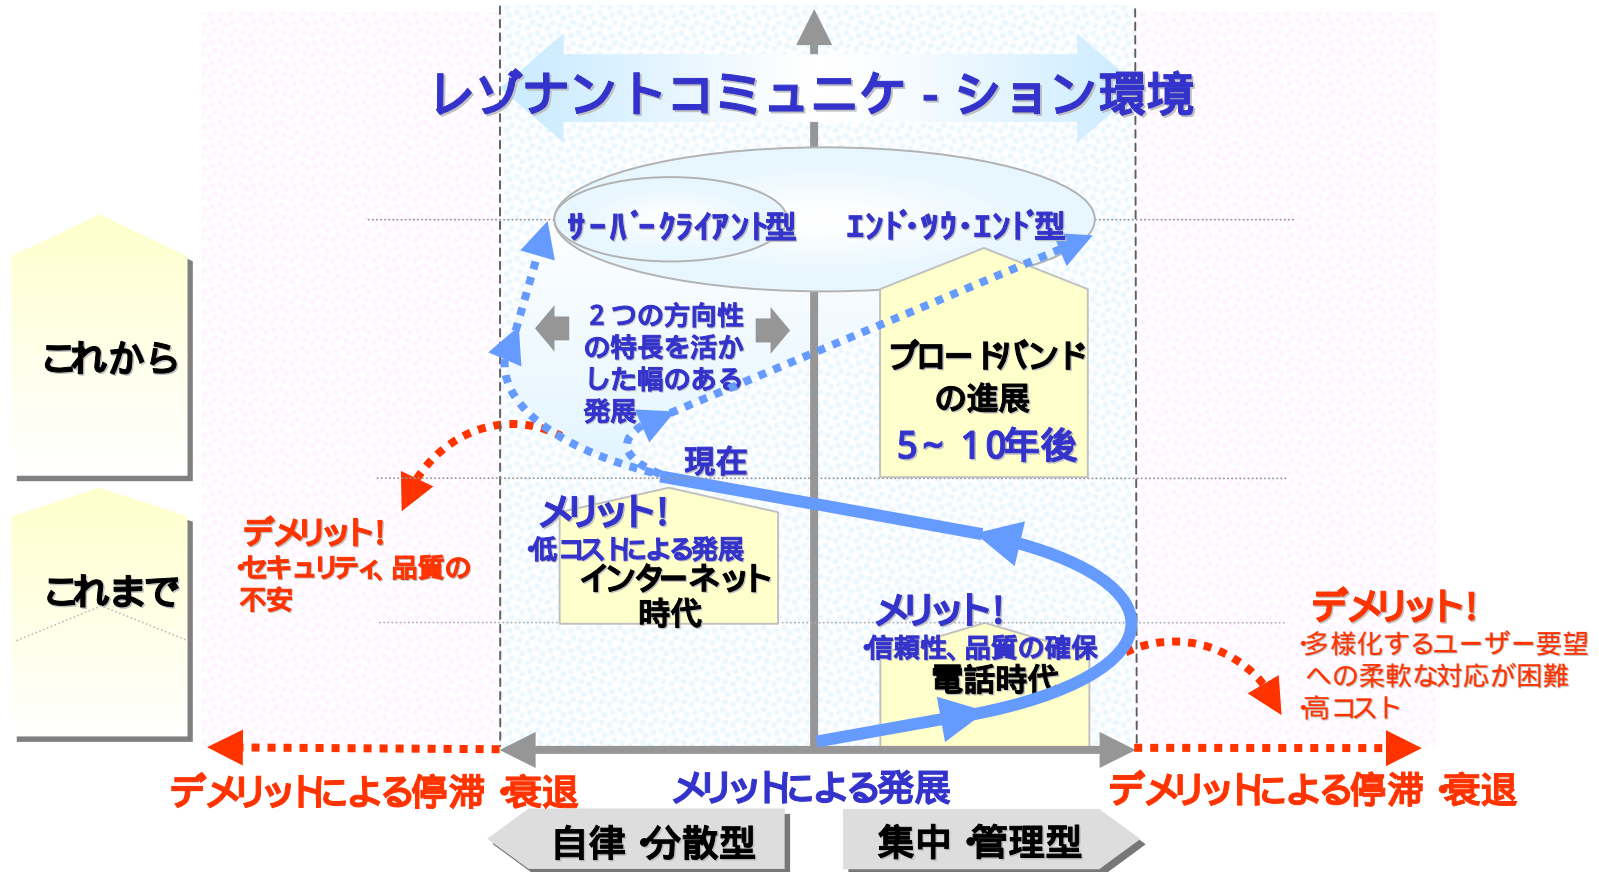 レゾナントコミュニケ-ション環境
サーバークライアント型
エンド・ツウ・エンド型
2つの方向性
の特長を活か
した幅のある
発展
これから
ブロードバンド
の進展
5~10年後
現在
メリット!
・低コストによる発展
インターネット
時代
デメリット!
・セキュリティ、品質の
不安
これまで
メリット!
・信頼性、品質の確保
電話時代
デメリット!
・多様化するユーザー要望
への柔軟な対応が困難
・高コスト
デメリットによる停滞・衰退
メリットによる発展
デメリットによる停滞・衰退
自律・分散型
集中・管理型